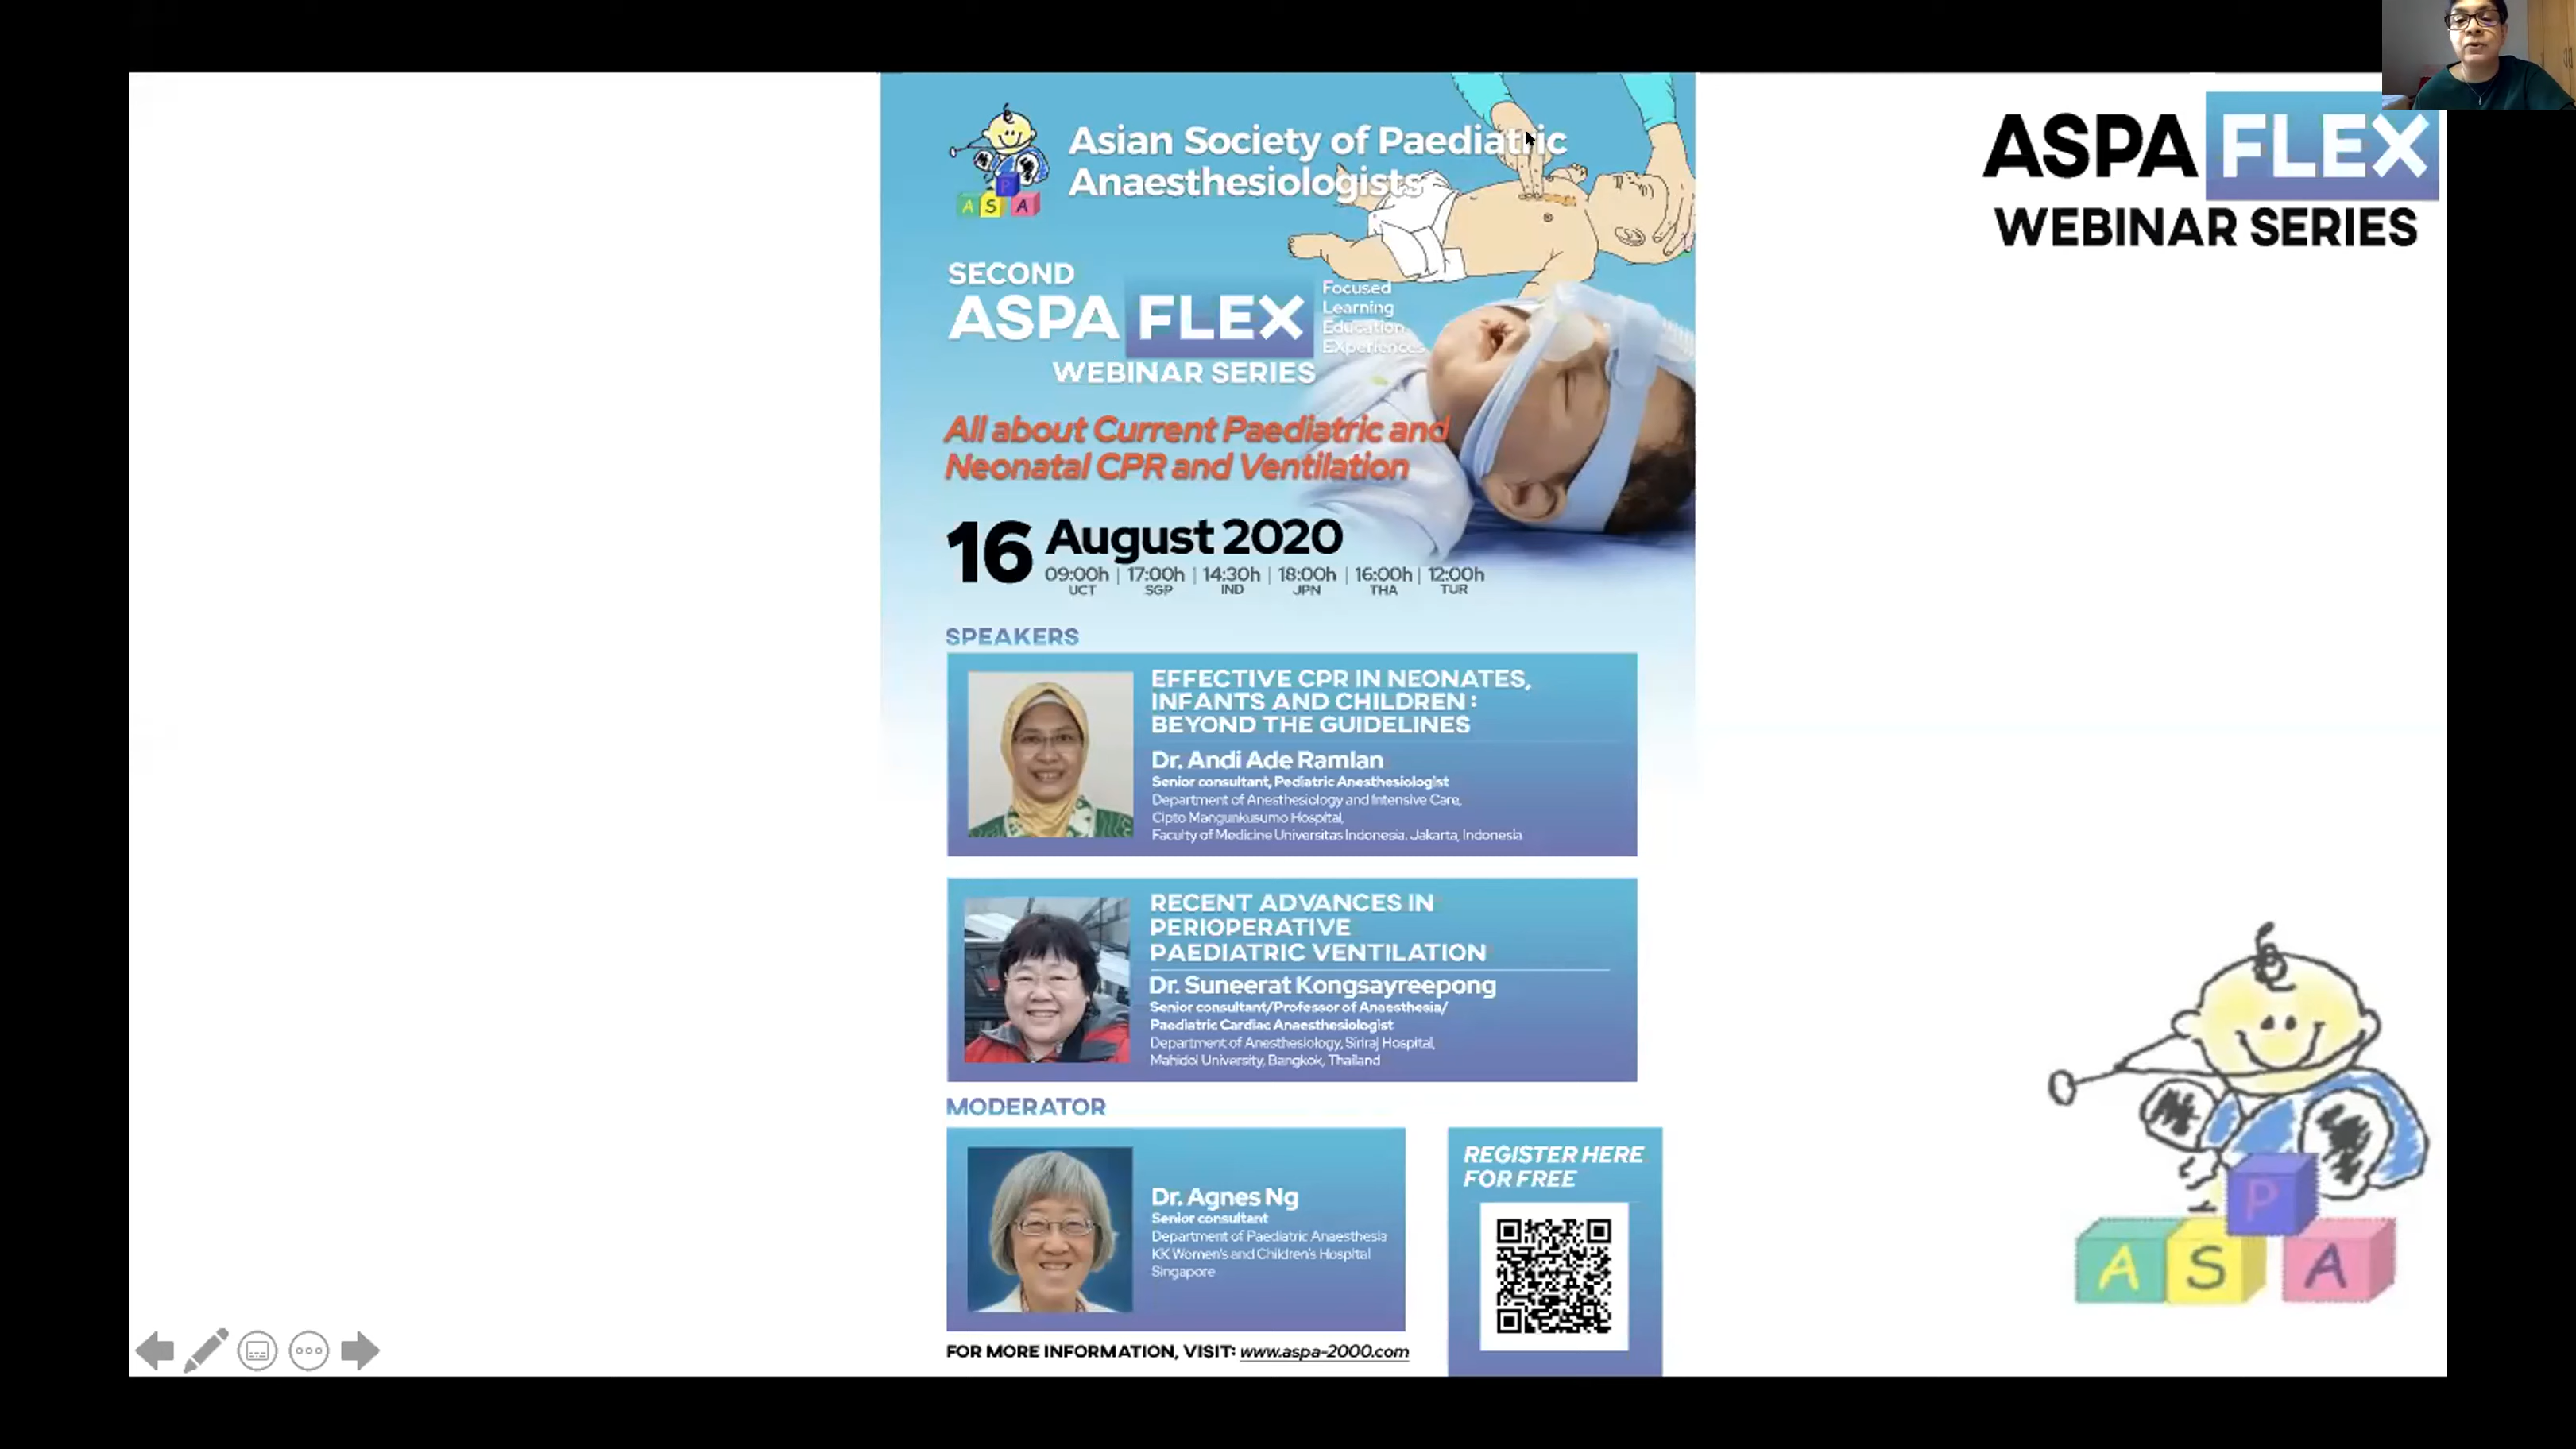 ASPA FLEX
WEBINAR SERIES
Asian Society of Paediatric
Anaesthesiologists
P
A S A
SECOND
ASPA FLEX
WEBINAR SERIES
Focused
Learning
Education
EXperiences
All about Current Paediatric and
Neonatal CPR and Ventilation
16 August 2020
09:00h | 17:00h | 14:30h | 18:00h | 16:00h | 12:00h
UCT SGP IND JPN THA TUR
SPEAKERS
EFFECTIVE CPR IN NEONATES,
INFANTS AND CHILDREN :
BEYOND THE GUIDELINES
Dr. Andi Ade Ramlan
Senior consultant, Pediatric Anesthesiologist
Department of Anesthesiology and Intensive Care,
Cipto Mangunkusumo Hospital,
Faculty of Medicine Universitas Indonesia. Jakarta, Indonesia
RECENT ADVANCES IN
PERIOPERATIVE
PAEDIATRIC VENTILATION
Dr. Suneerat Kongsayreepong
Senior consultant/Professor of Anaesthesia/
Paediatric Cardiac Anaesthesiologist
Department of Anesthesiology, Siriraj Hospital,
Mahidol University, Bangkok, Thailand
MODERATOR
Dr. Agnes Ng
Senior consultant
Department of Paediatric Anaesthesia
KK Women's and Children's Hospital
Singapore
REGISTER HERE
FOR FREE
FOR MORE INFORMATION, VISIT: www.aspa-2000.com
P
A S A